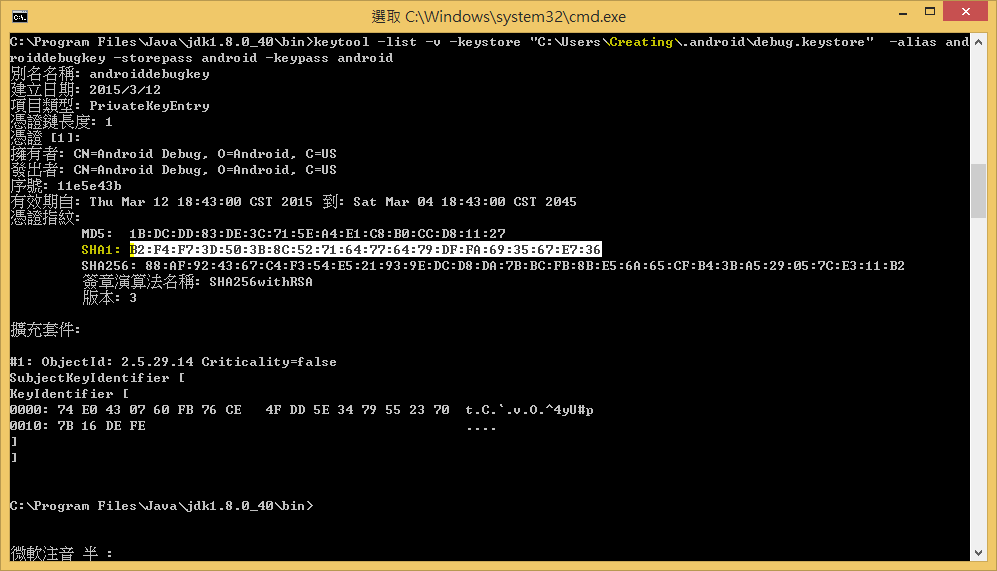 選取 C:\Windows\system32\cmd.exe
C:\Program Files\Java\jdk1.8.0_40\bin>keytool -list -v -keystore "C:\Users\Creating\.android\debug.keystore"  -alias and
roiddebugkey -storepass android -keypass android
別名名稱: androiddebugkey
建立日期: 2015/3/12
項目類型: PrivateKeyEntry
憑證鏈長度: 1
憑證 [1]:
擁有者: CN=Android Debug, O=Android, C=US
發出者: CN=Android Debug, O=Android, C=US
序號: 11e5e43b
有效期自: Thu Mar 12 18:43:00 CST 2015 到: Sat Mar 04 18:43:00 CST 2045
憑證指紋:
MD5:  1B:DC:DD:83:DE:3C:71:5E:A4:E1:C8:B0:CC:D8:11:27
SHA1: B2:F4:F7:3D:50:3B:8C:52:71:64:77:64:79:DF:FA:69:35:67:E7:36
SHA256: 88:AF:92:43:67:C4:F3:54:E5:21:93:9E:DC:D8:DA:7B:BC:FB:8B:E5:6A:65:CF:B4:3B:A5:29:05:7C:E3:11:B2
簽章演算法名稱: SHA256withRSA
版本: 3
擴充套件:
#1: ObjectId: 2.5.29.14 Criticality=false
SubjectKeyIdentifier [
KeyIdentifier [
0000: 74 E0 43 07 60 FB 76 CE   4F DD 5E 34 79 55 23 70  t.C.`.v.O.^4yU#p
0010: 7B 16 DE FE                                        ....
]
]
C:\Program Files\Java\jdk1.8.0_40\bin>
微軟注音 半 :